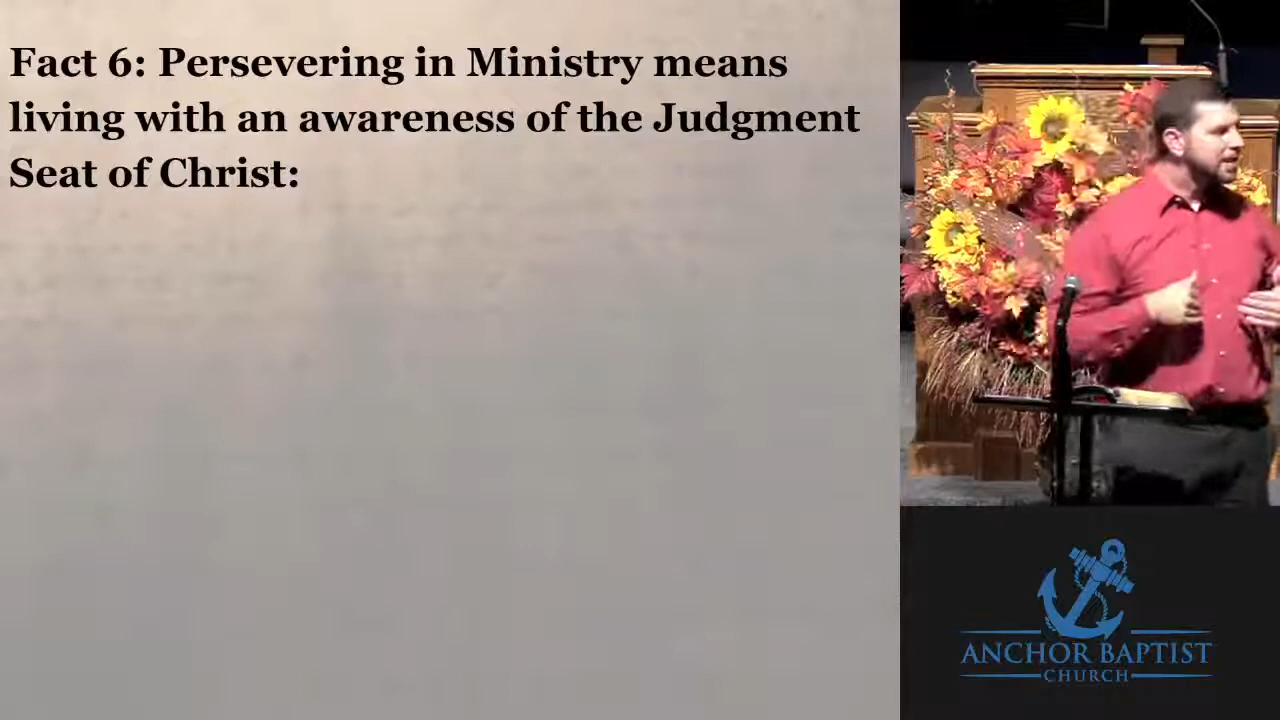 Fact 6: Persevering in Ministry means
living with an awareness of the Judgment
Seat of Christ:
ANCHOR BAPTIST
CHURCH